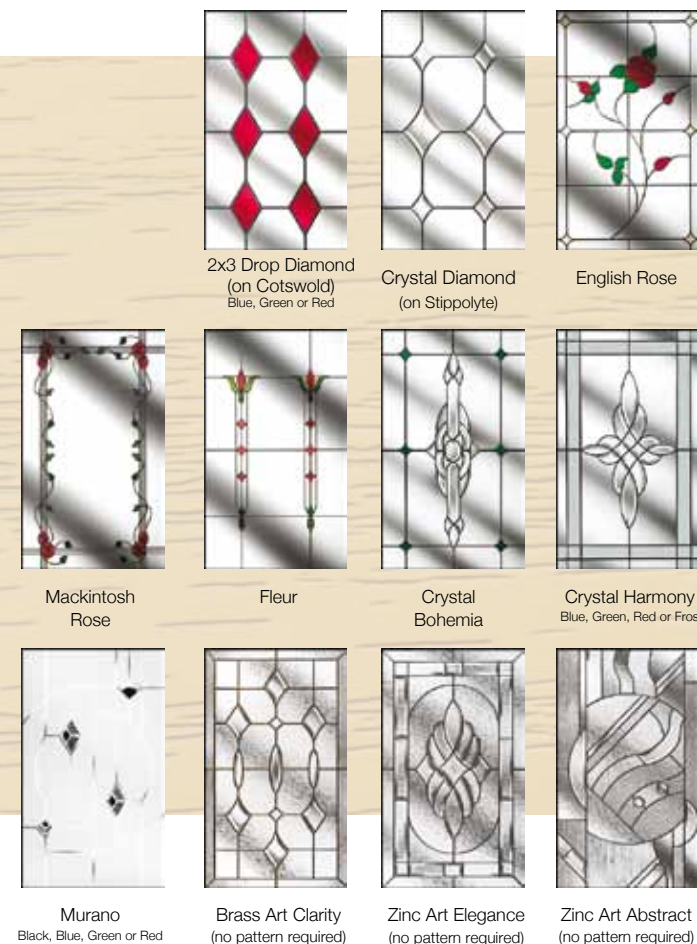 2x3 Drop Diamond
(on Cotswold)
Blue, Green or Red
Crystal Diamond
(on Stippolyte)
English Rose
Mackintosh
Rose
Fleur
Crystal
Bohemia
Crystal Harmony
Blue, Green, Red or Fros
Murano
Black, Blue, Green or Red
Brass Art Clarity
(no pattern required)
Zinc Art Elegance
(no pattern required)
Zinc Art Abstract
(no pattern required)